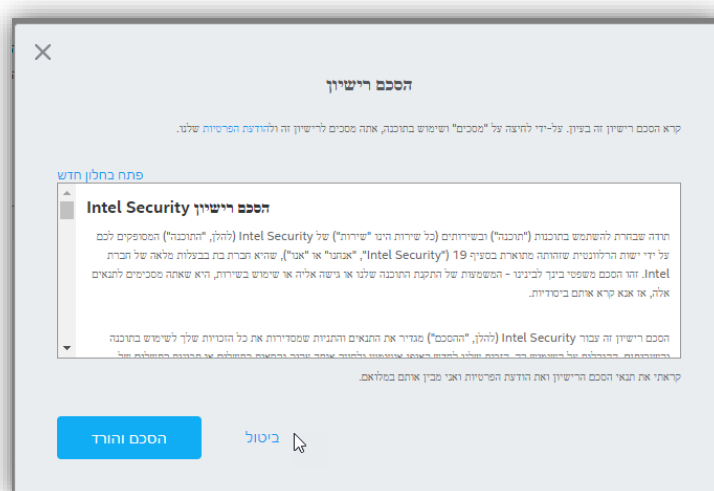 הסכם רישיון
קרא הסכם רישיון זה בעיון. על-ידי לחיצה על "מסכים" ושימוש בתוכנה, אתה מסכים לרישיון זה ולהודעת הפרטיות שלנו.
פתח בחלון חדש
הסכם רישיון Intel Security
תודה שבחרת להשתמש בתוכנות ("תוכנה") ובשירותים (כל שירות הינו "שירות") של Intel Security (להלן, "התוכנה") המסופקים לכם
על ידי ישות הרלוונטית שזהותה מתוארת בסעיף 19 ("Intel Security", "אנחנו" או "אנו"), שהיא חברת בת בבעלות מלאה של חברת
Intel. זהו הסכם משפטי בינך לבינינו - המשמעות של התקנת התוכנה שלנו או גישה אליה או שימוש בשירות, היא שאתה מסכימים לתנאים
אלה, אז אנא קרא אותם ביסודיות.
הסכם רישיון זה עבור Intel Security (להלן, "ההסכם") מגדיר את התנאים והתניות שמסדירות את כל הזכויות שלך לשימוש בתוכנה
קראתי את תנאי הסכם הרישיון ואת הודעת הפרטיות ואני מבין אותם במלואם.
הסכם והורד
ביטול